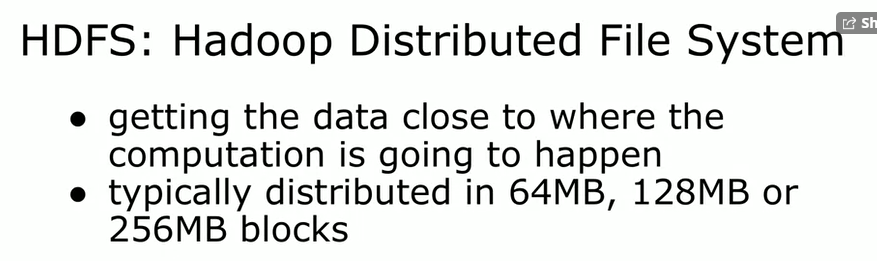 HDFS: Hadoop Distributed File System
● getting the data close to where the
computation is going to happen
● typically distributed in 64MB, 128MB or
256MB blocks
Sh